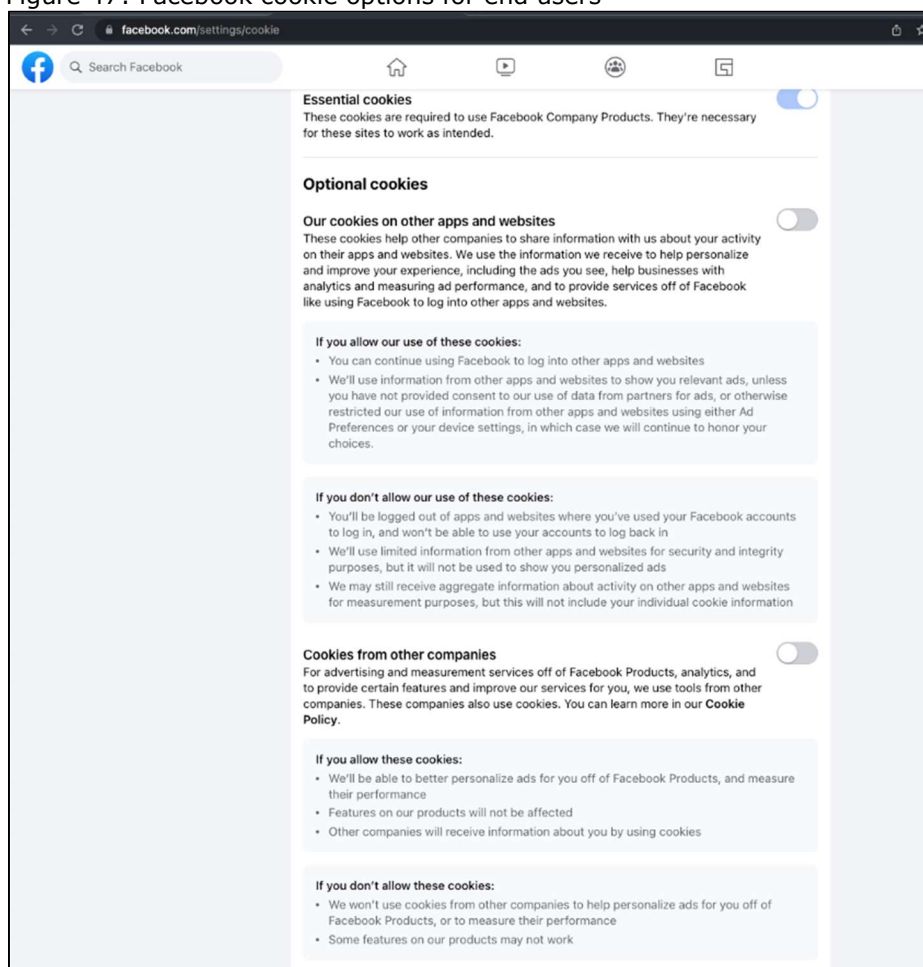 Figure 47: Facebook cookie options for end users
facebook.com/settings/cookie
Search Facebook
Essential cookies
These cookies are required to use Facebook Company Products. They're necessary
for these sites to work as intended.
Optional cookies
Our cookies on other apps and websites
These cookies help other companies to share information with us about your activity
on their apps and websites. We use the information we receive to help personalize
and improve your experience, including the ads you see, help businesses with
analytics and measuring ad performance, and to provide services off of Facebook
like using Facebook to log into other apps and websites.
If you allow our use of these cookies:
• You can continue using Facebook to log into other apps and websites
• We'll use information from other apps and websites to show you relevant ads, unless
you have not provided consent to our use of data from partners for ads, or otherwise
restricted our use of information from other apps and websites using either Ad
Preferences or your device settings, in which case we will continue to honor your
choices.
If you don't allow our use of these cookies:
• You'll be logged out of apps and websites where you've used your Facebook accounts
to log in, and won't be able to use your accounts to log back in
• We'll use limited information from other apps and websites for security and integrity
purposes, but it will not be used to show you personalized ads
• We may still receive aggregate information about activity on other apps and websites
for measurement purposes, but this will not include your individual cookie information
Cookies from other companies
For advertising and measurement services off of Facebook Products, analytics, and
to provide certain features and improve our services for you, we use tools from other
companies. These companies also use cookies. You can learn more in our Cookie
Policy.
If you allow these cookies:
• We'll be able to better personalize ads for you off of Facebook Products, and measure
their performance
• Features on our products will not be affected
• Other companies will receive information about you by using cookies
If you don't allow these cookies:
• We won't use cookies from other companies to help personalize ads for you off of
Facebook Products, or to measure their performance
• Some features on our products may not work